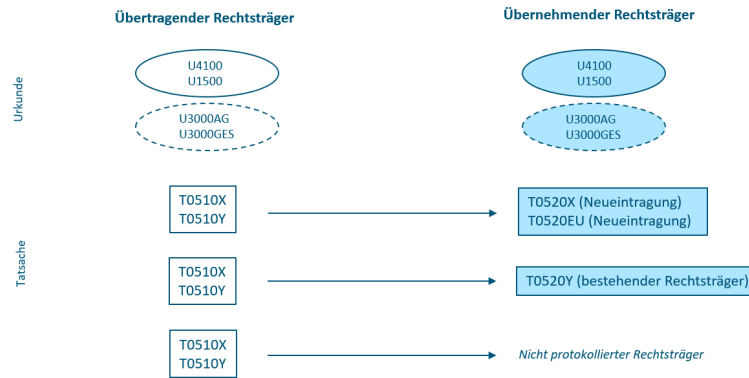 Übertragender Rechtsträger
Übernehmender Rechtsträger
Urkunde
U4100
U1500
U4100
U1500
U3000AG
U3000GES
U3000AG
U3000GES
Tatsache
T0510X
T0510Y
T0520X (Neueintragung)
T0520EU (Neueintragung)
T0510X
T0510Y
T0520Y (bestehender Rechtsträger)
T0510X
T0510Y
Nicht protokollierter Rechtsträger